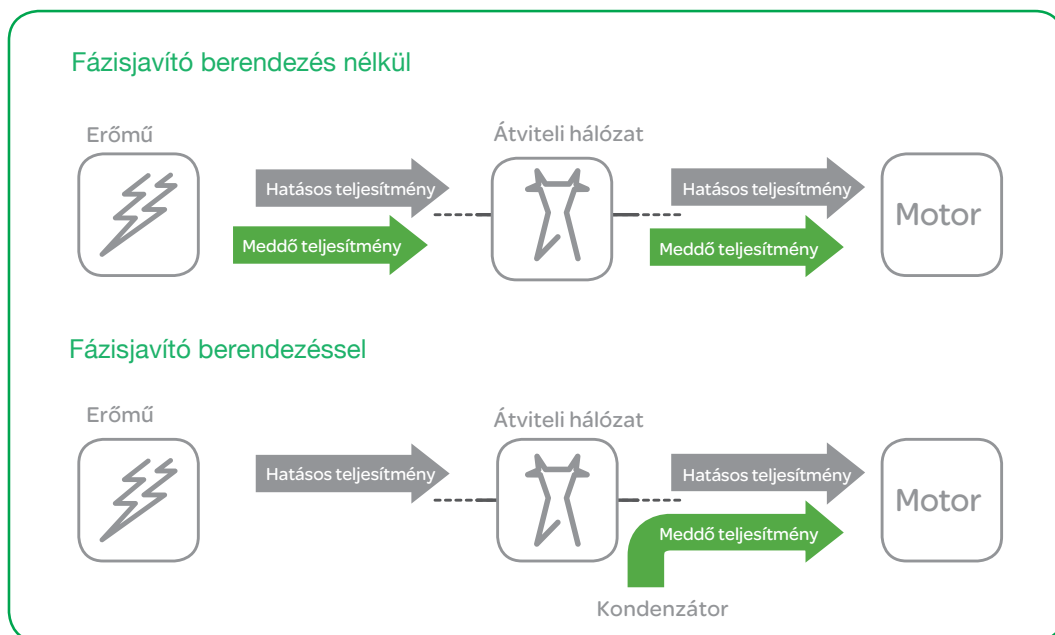 Fázisjavító berendezés nélkül
Erőmű
Átviteli hálózat
Hatásos teljesítmény
Hatásos teljesítmény
Motor
Meddő teljesítmény
Meddő teljesítmény
Fázisjavító berendezéssel
Erőmű
Átviteli hálózat
Hatásos teljesítmény
Hatásos teljesítmény
Motor
Meddő teljesítmény
Kondenzátor